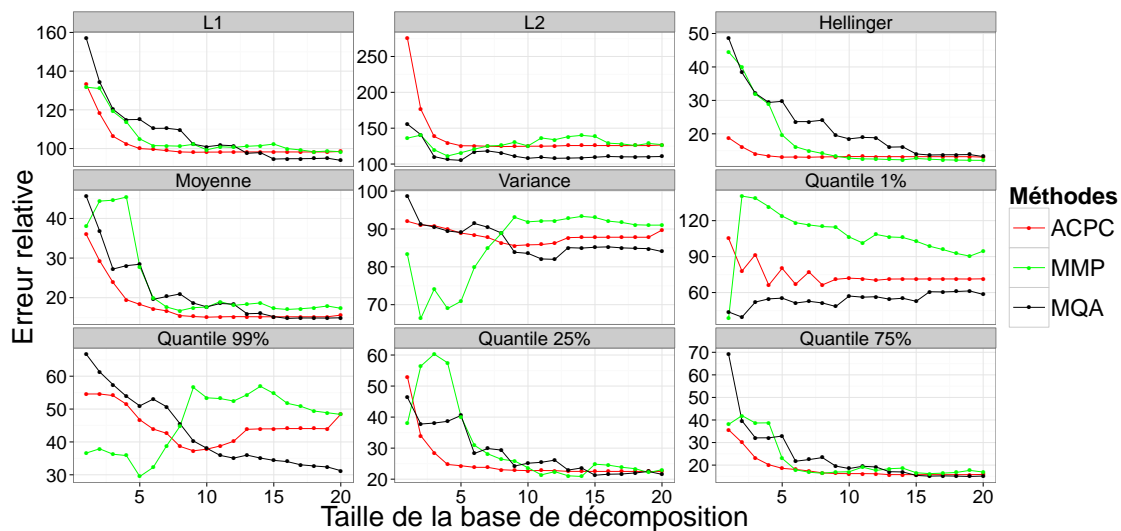 L1 L2 Hellinger
160 140 120 100
250 200 150 100
50 40 30 20
Moyenne Variance Quantile 1%
40 30 20
100 90 80 70
120 90 60
Quantile 99% Quantile 25% Quantile 75%
60 50 40 30
60 50 40 30 20
70 60 50 40 30 20
5 10 15 20 5 10 15 20 5 10 15 20
Erreur relative
Taille de la base de décomposition
Méthodes
ACPC
MMP
MQA